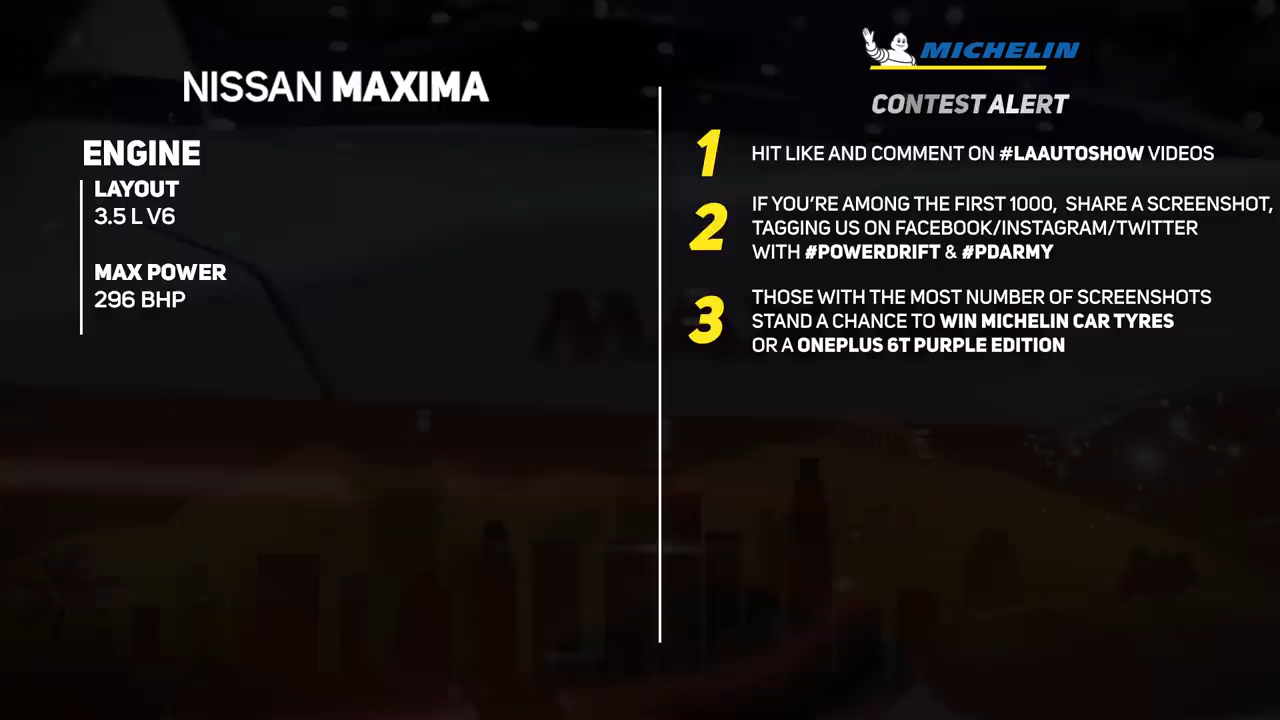 NISSAN MAXIMA
ENGINE
LAYOUT
3.5 L V6
MAX POWER
296 BHP
MICHELIN
CONTEST ALERT
1 HIT LIKE AND COMMENT ON #LAAUTOSHOW VIDEOS
2 IF YOU'RE AMONG THE FIRST 1000, SHARE A SCREENSHOT,
TAGGING US ON FACEBOOK/INSTAGRAM/TWITTER
WITH #POWERDRIFT & #PDARMY
3 THOSE WITH THE MOST NUMBER OF SCREENSHOTS
STAND A CHANCE TO WIN MICHELIN CAR TYRES
OR A ONEPLUS 6T PURPLE EDITION